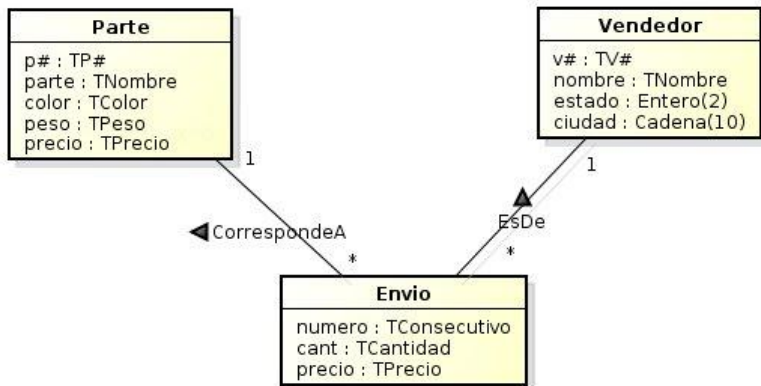 Parte
p# : TP#
parte : TNombre
color : TColor
peso : TPeso
precio : TPrecio
Vendedor
v# : TV#
nombre : TNombre
estado : Entero(2)
ciudad : Cadena(10)
1
1
CorrespondeA
EsDe
*
*
Envio
numero : TConsecutivo
cant : TCantidad
precio : TPrecio